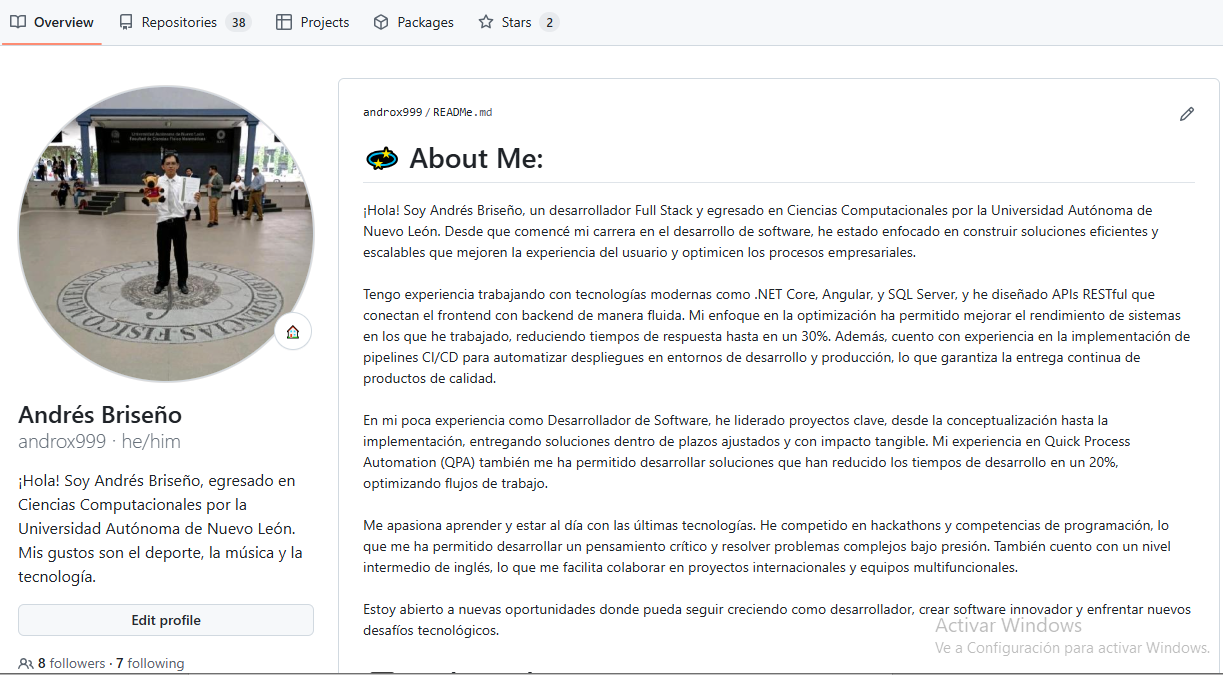 Overview
Repositories 38
Projects
Packages
Stars 2
Universidad Autónoma de Nuevo León
Facultad de Ciencias Físico Matemáticas
CIENCIAS FISICO MATEMATICAS
Andrés Briseño
androx999 · he/him
¡Hola! Soy Andrés Briseño, egresado en
Ciencias Computacionales por la
Universidad Autónoma de Nuevo León.
Mis gustos son el deporte, la música y la
tecnología.
Edit profile
8 followers · 7 following
androx999 / READMe.md
About Me:
¡Hola! Soy Andrés Briseño, un desarrollador Full Stack y egresado en Ciencias Computacionales por la Universidad Autónoma de
Nuevo León. Desde que comencé mi carrera en el desarrollo de software, he estado enfocado en construir soluciones eficientes y
escalables que mejoren la experiencia del usuario y optimicen los procesos empresariales.
Tengo experiencia trabajando con tecnologías modernas como .NET Core, Angular, y SQL Server, y he diseñado APIs RESTful que
conectan el frontend con backend de manera fluida. Mi enfoque en la optimización ha permitido mejorar el rendimiento de sistemas
en los que he trabajado, reduciendo tiempos de respuesta hasta en un 30%. Además, cuento con experiencia en la implementación de
pipelines CI/CD para automatizar despliegues en entornos de desarrollo y producción, lo que garantiza la entrega continua de
productos de calidad.
En mi poca experiencia como Desarrollador de Software, he liderado proyectos clave, desde la conceptualización hasta la
implementación, entregando soluciones dentro de plazos ajustados y con impacto tangible. Mi experiencia en Quick Process
Automation (QPA) también me ha permitido desarrollar soluciones que han reducido los tiempos de desarrollo en un 20%,
optimizando flujos de trabajo.
Me apasiona aprender y estar al día con las últimas tecnologías. He competido en hackathons y competencias de programación, lo
que me ha permitido desarrollar un pensamiento crítico y resolver problemas complejos bajo presión. También cuento con un nivel
intermedio de inglés, lo que me facilita colaborar en proyectos internacionales y equipos multifuncionales.
Estoy abierto a nuevas oportunidades donde pueda seguir creciendo como desarrollador, crear software innovador y enfrentar nuevos
desafíos tecnológicos.
Activar Windows
Ve a Configuración para activar Windows.